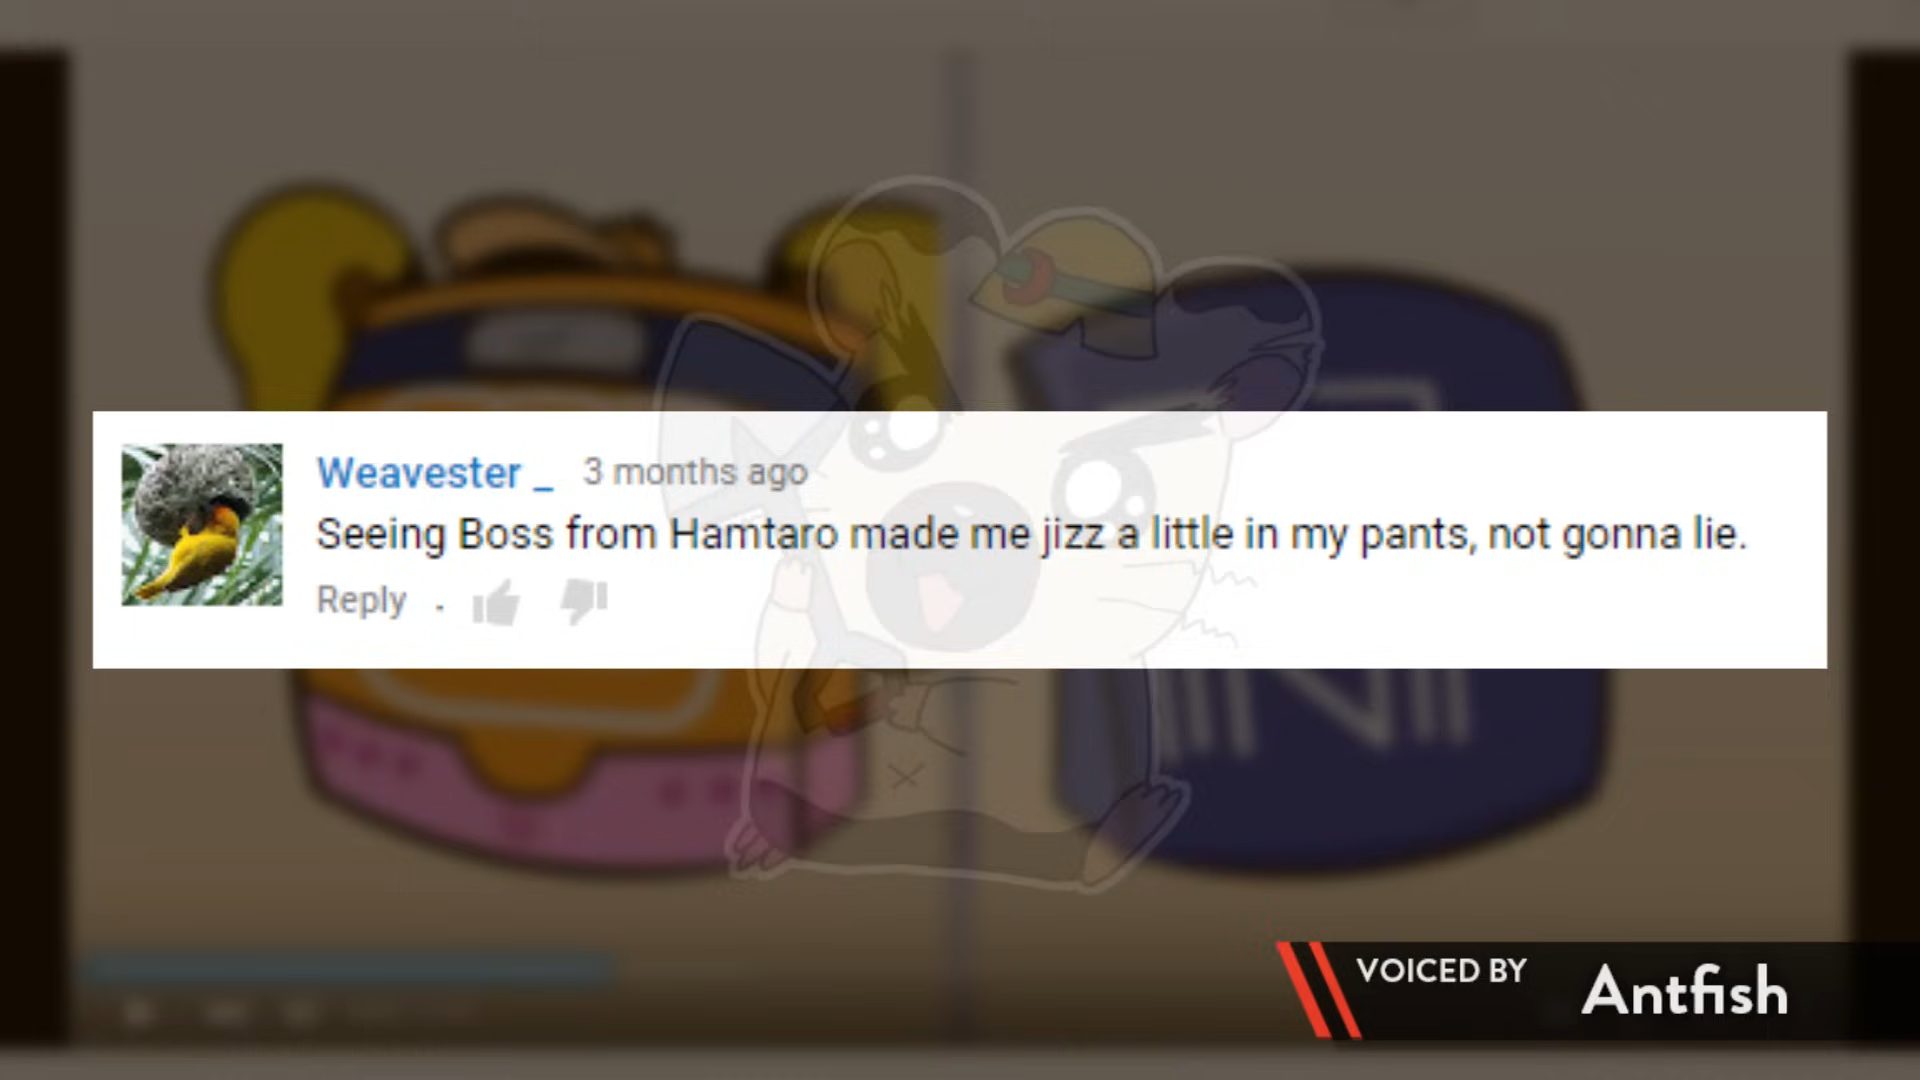 Weavester _ 3 months ago
Seeing Boss from Hamtaro made me jizz a little in my pants, not gonna lie.
Reply .
VOICED BY Antfish